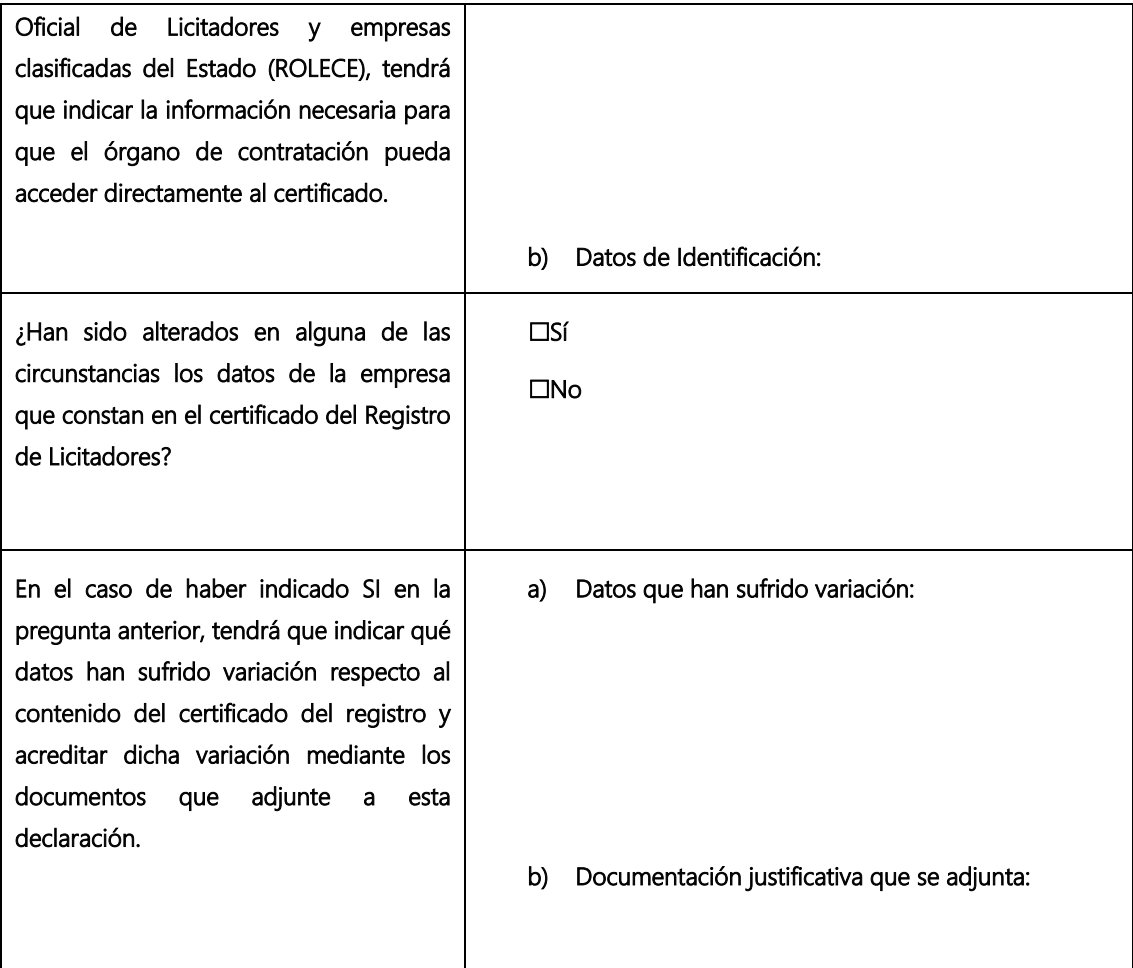 Oficial de Licitadores y empresas
clasificadas del Estado (ROLECE), tendrá
que indicar la información necesaria para
que el órgano de contratación pueda
acceder directamente al certificado.
b) Datos de Identificación:
¿Han sido alterados en alguna de las
circunstancias los datos de la empresa
que constan en el certificado del Registro
de Licitadores?
☐Sí
☐No
En el caso de haber indicado SI en la
pregunta anterior, tendrá que indicar qué
datos han sufrido variación respecto al
contenido del certificado del registro y
acreditar dicha variación mediante los
documentos que adjunte a esta
declaración.
a) Datos que han sufrido variación:
b) Documentación justificativa que se adjunta: